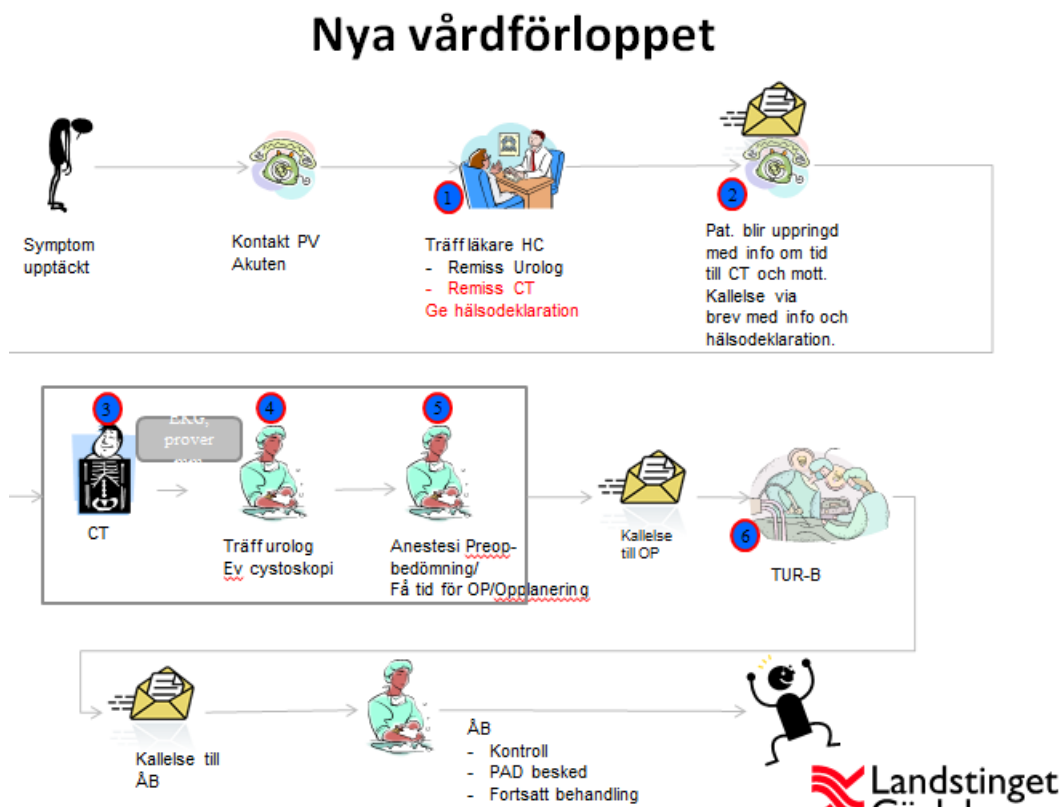 Nya vårdförloppet
Symptom
upptäckt
Kontakt PV
Akuten
1
Träff läkare HC
- Remiss Urolog
- Remiss CT
Ge hälsodeklaration
2
Pat. blir uppringd
med info om tid
till CT och mott.
Kallelse via
brev med info och
hälsodeklaration.
3
CT
EKG,
prover
4
Träff urolog
Ev cystoskopi
5
Anestesi Preop-
bedömning/
Få tid för OP/Opplanering
Kallelse
till OP
6
TUR-B
Kallelse till
ÅB
ÅB
- Kontroll
- PAD besked
- Fortsatt behandling
Landstinget